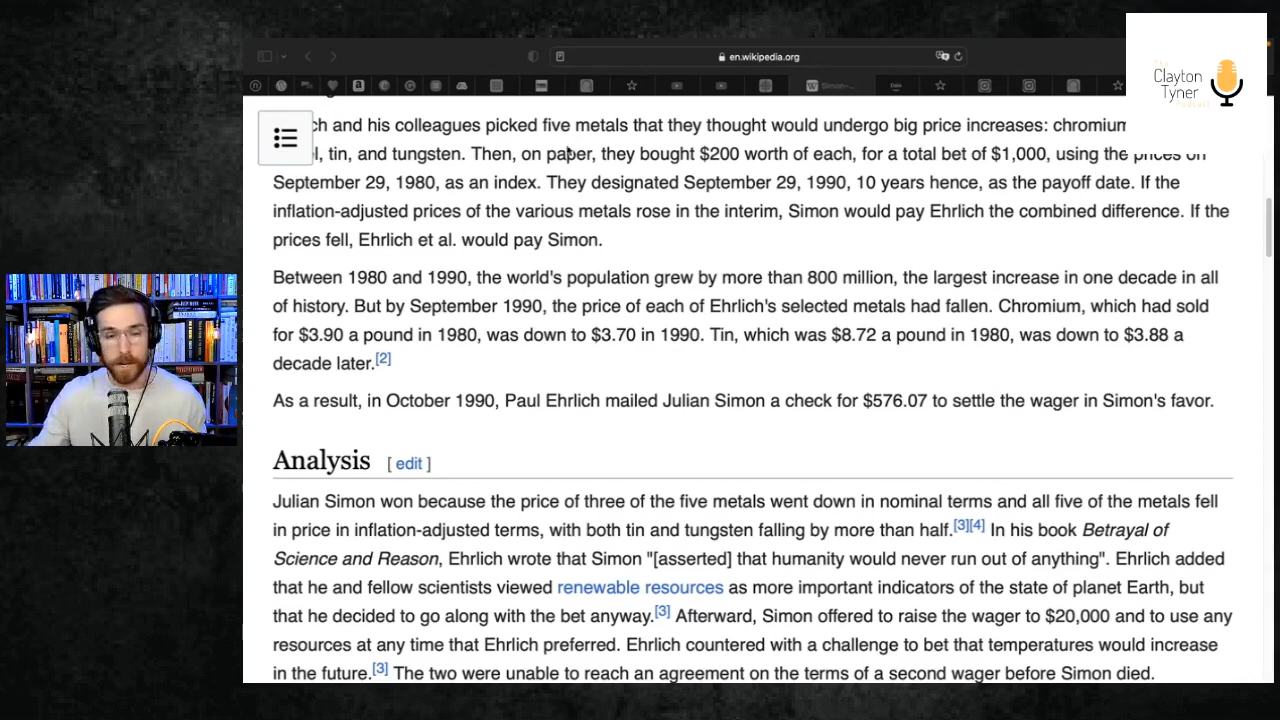 en.wikipedia.org
The
Clayton
Tyner
Podcast
ch and his colleagues picked five metals that they thought would undergo big price increases: chromium
l, tin, and tungsten. Then, on paper, they bought $200 worth of each, for a total bet of $1,000, using the prices on
September 29, 1980, as an index. They designated September 29, 1990, 10 years hence, as the payoff date. If the
inflation-adjusted prices of the various metals rose in the interim, Simon would pay Ehrlich the combined difference. If the
prices fell, Ehrlich et al. would pay Simon.
Between 1980 and 1990, the world's population grew by more than 800 million, the largest increase in one decade in all
of history. But by September 1990, the price of each of Ehrlich's selected metals had fallen. Chromium, which had sold
for $3.90 a pound in 1980, was down to $3.70 in 1990. Tin, which was $8.72 a pound in 1980, was down to $3.88 a
decade later.[2]
As a result, in October 1990, Paul Ehrlich mailed Julian Simon a check for $576.07 to settle the wager in Simon's favor.
Analysis [ edit ]
Julian Simon won because the price of three of the five metals went down in nominal terms and all five of the metals fell
in price in inflation-adjusted terms, with both tin and tungsten falling by more than half.[3][4] In his book Betrayal of
Science and Reason, Ehrlich wrote that Simon "[asserted] that humanity would never run out of anything". Ehrlich added
that he and fellow scientists viewed renewable resources as more important indicators of the state of planet Earth, but
that he decided to go along with the bet anyway.[3] Afterward, Simon offered to raise the wager to $20,000 and to use any
resources at any time that Ehrlich preferred. Ehrlich countered with a challenge to bet that temperatures would increase
in the future.[3] The two were unable to reach an agreement on the terms of a second wager before Simon died.